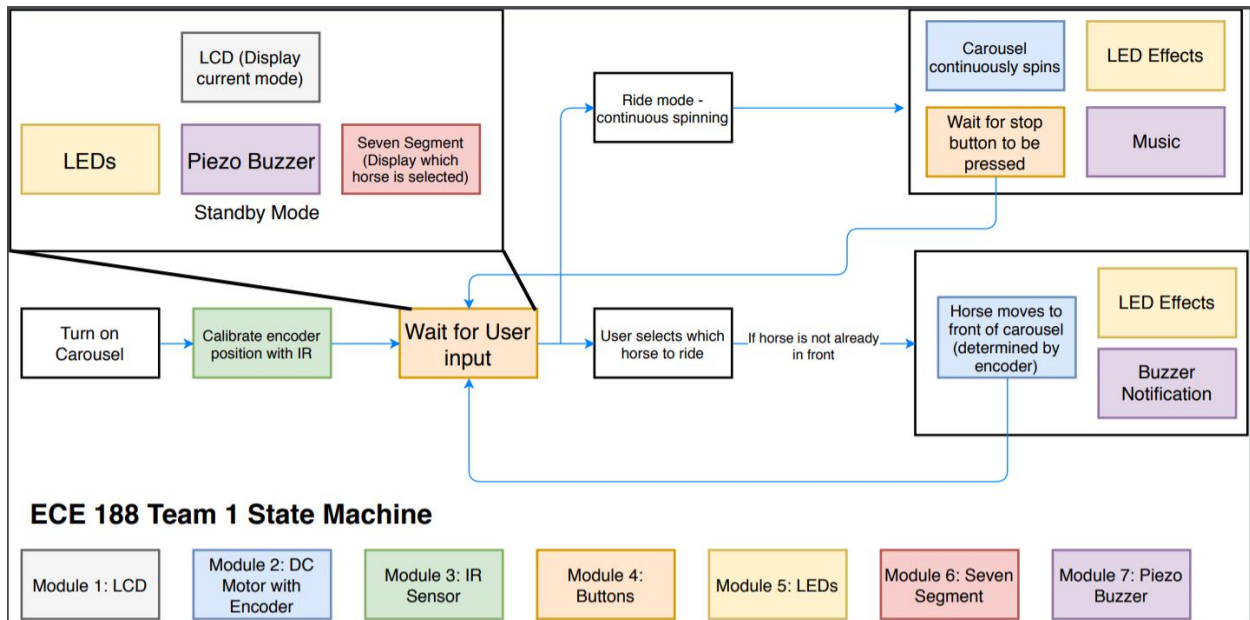 LCD (Display
current mode)
LEDs
Piezo Buzzer
Seven Segment
(Display which
horse is selected)
Standby Mode
Ride mode -
continuous spinning
Carousel
continuously spins
LED Effects
Wait for stop
button to be
pressed
Music
Turn on
Carousel
Calibrate encoder
position with IR
Wait for User
input
User selects which
horse to ride
If horse is not already
in front
Horse moves to
front of carousel
(determined by
encoder)
LED Effects
Buzzer
Notification
ECE 188 Team 1 State Machine
Module 1: LCD
Module 2: DC
Motor with
Encoder
Module 3: IR
Sensor
Module 4:
Buttons
Module 5: LEDs
Module 6: Seven
Segment
Module 7: Piezo
Buzzer